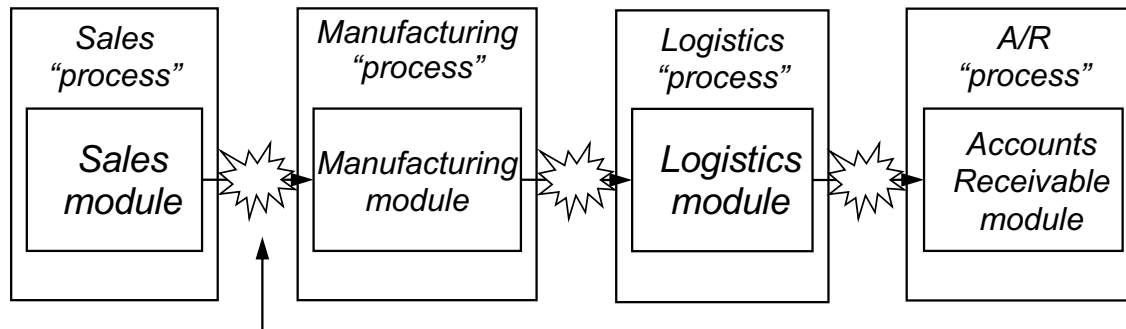 Sales
“process”
Sales
module
Manufacturing
“process”
Manufacturing
module
Logistics
“process”
Logistics
module
A/R
“process”
Accounts
Receivable
module